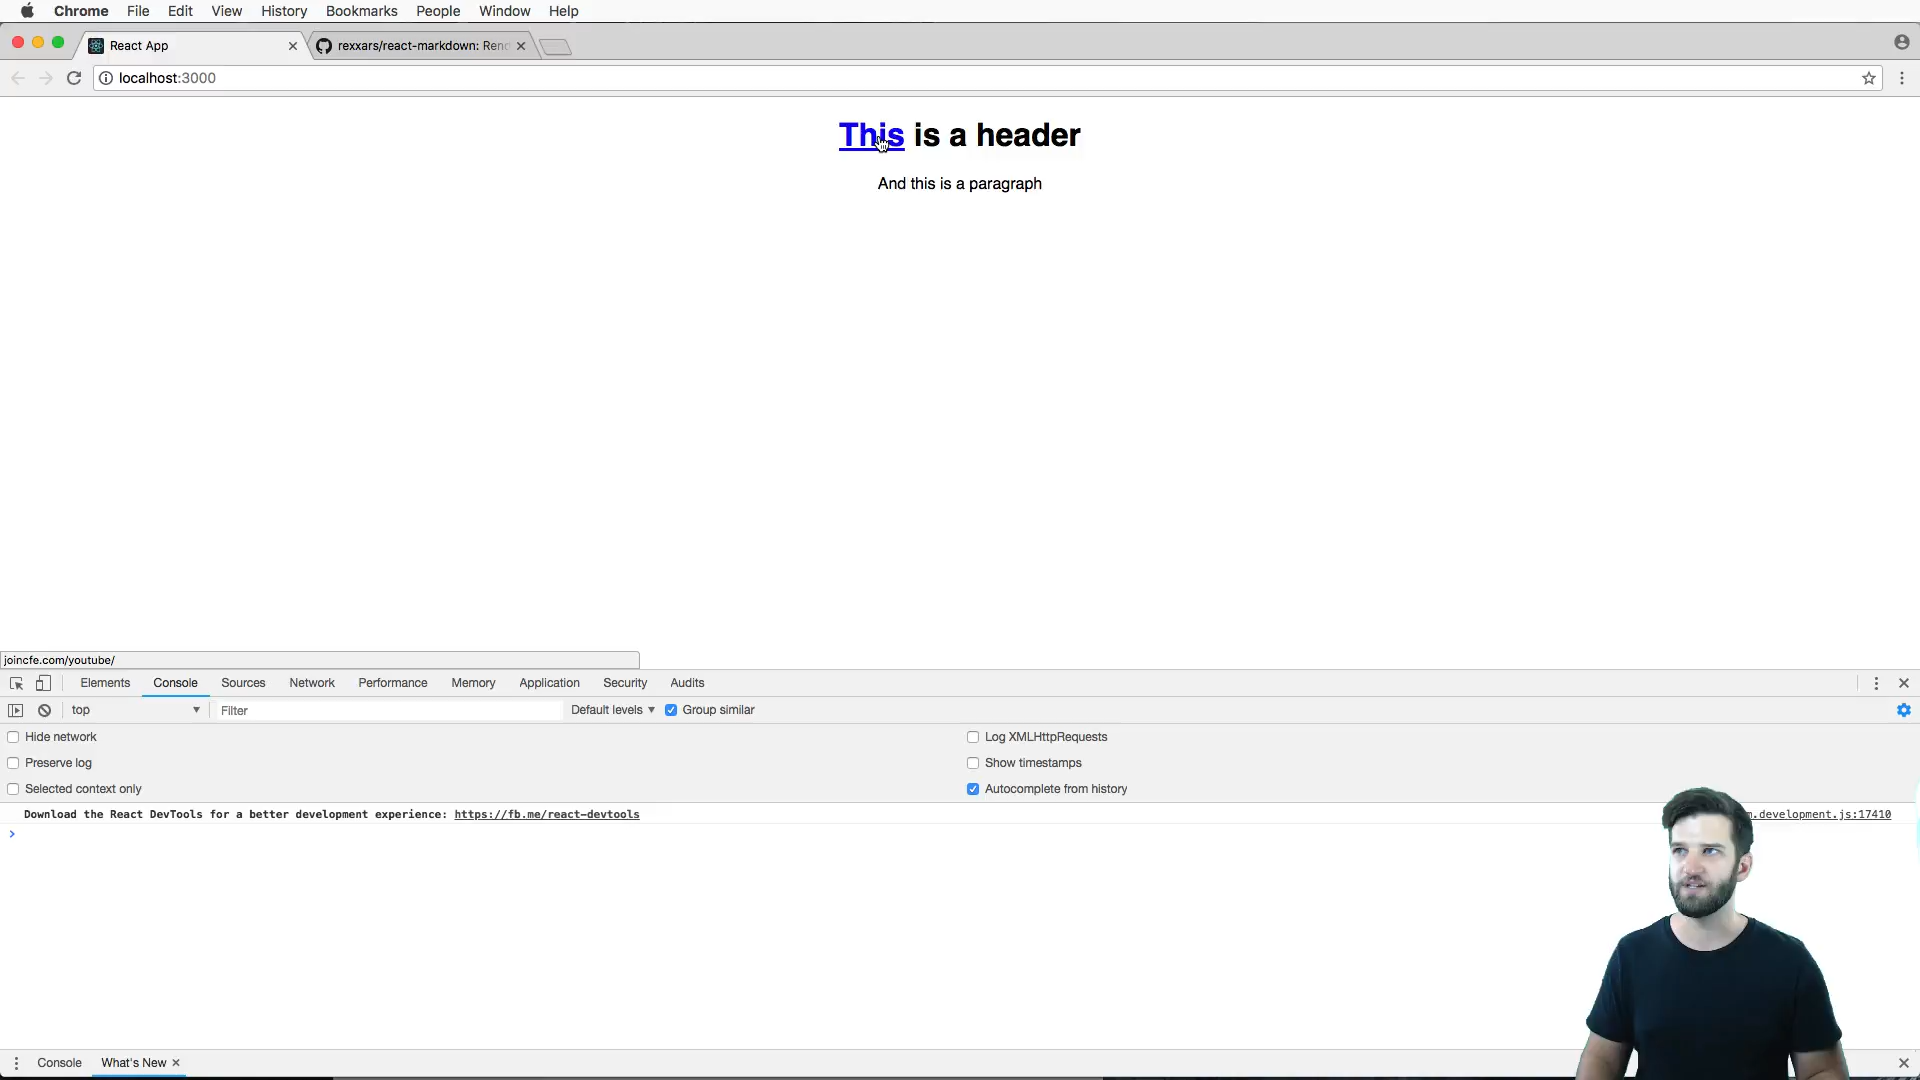 Chrome File Edit View History Bookmarks People Window Help
React App
rexxars/react-markdown: Rend
localhost:3000
This is a header
And this is a paragraph
joincfe.com/youtube/
Elements Console Sources Network Performance Memory Application Security Audits
top Filter Default levels Group similar
Hide network Log XMLHttpRequests
Preserve log Show timestamps
Selected context only Autocomplete from history
Download the React DevTools for a better development experience: https://fb.me/react-devtools m.development.js:17410
Console What's New